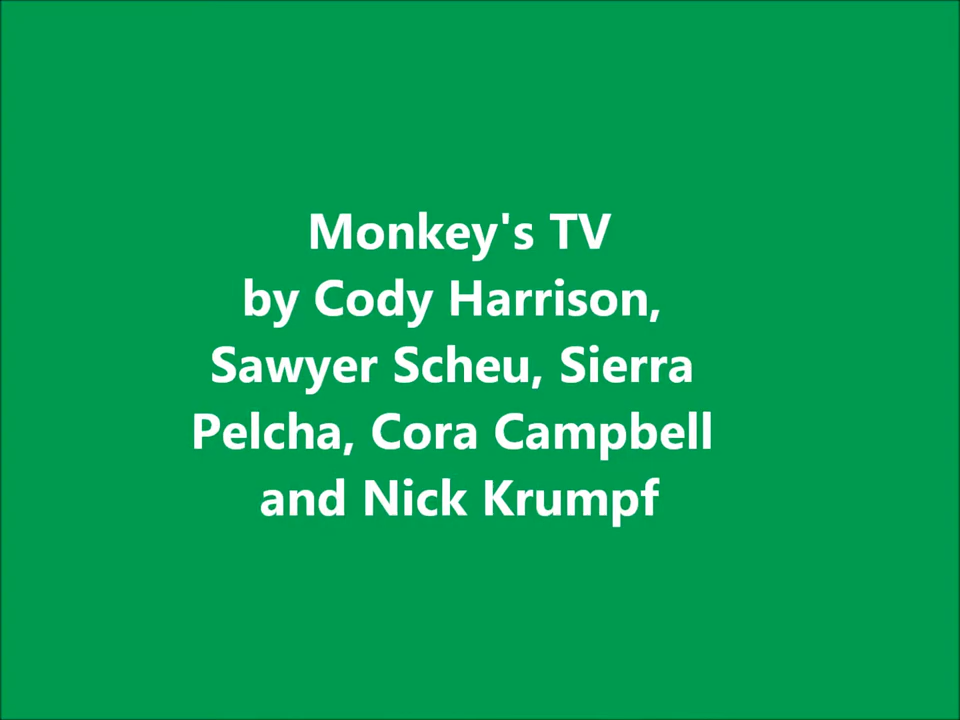 Monkey's TV
by Cody Harrison,
Sawyer Scheu, Sierra
Pelcha, Cora Campbell
and Nick Krumpf